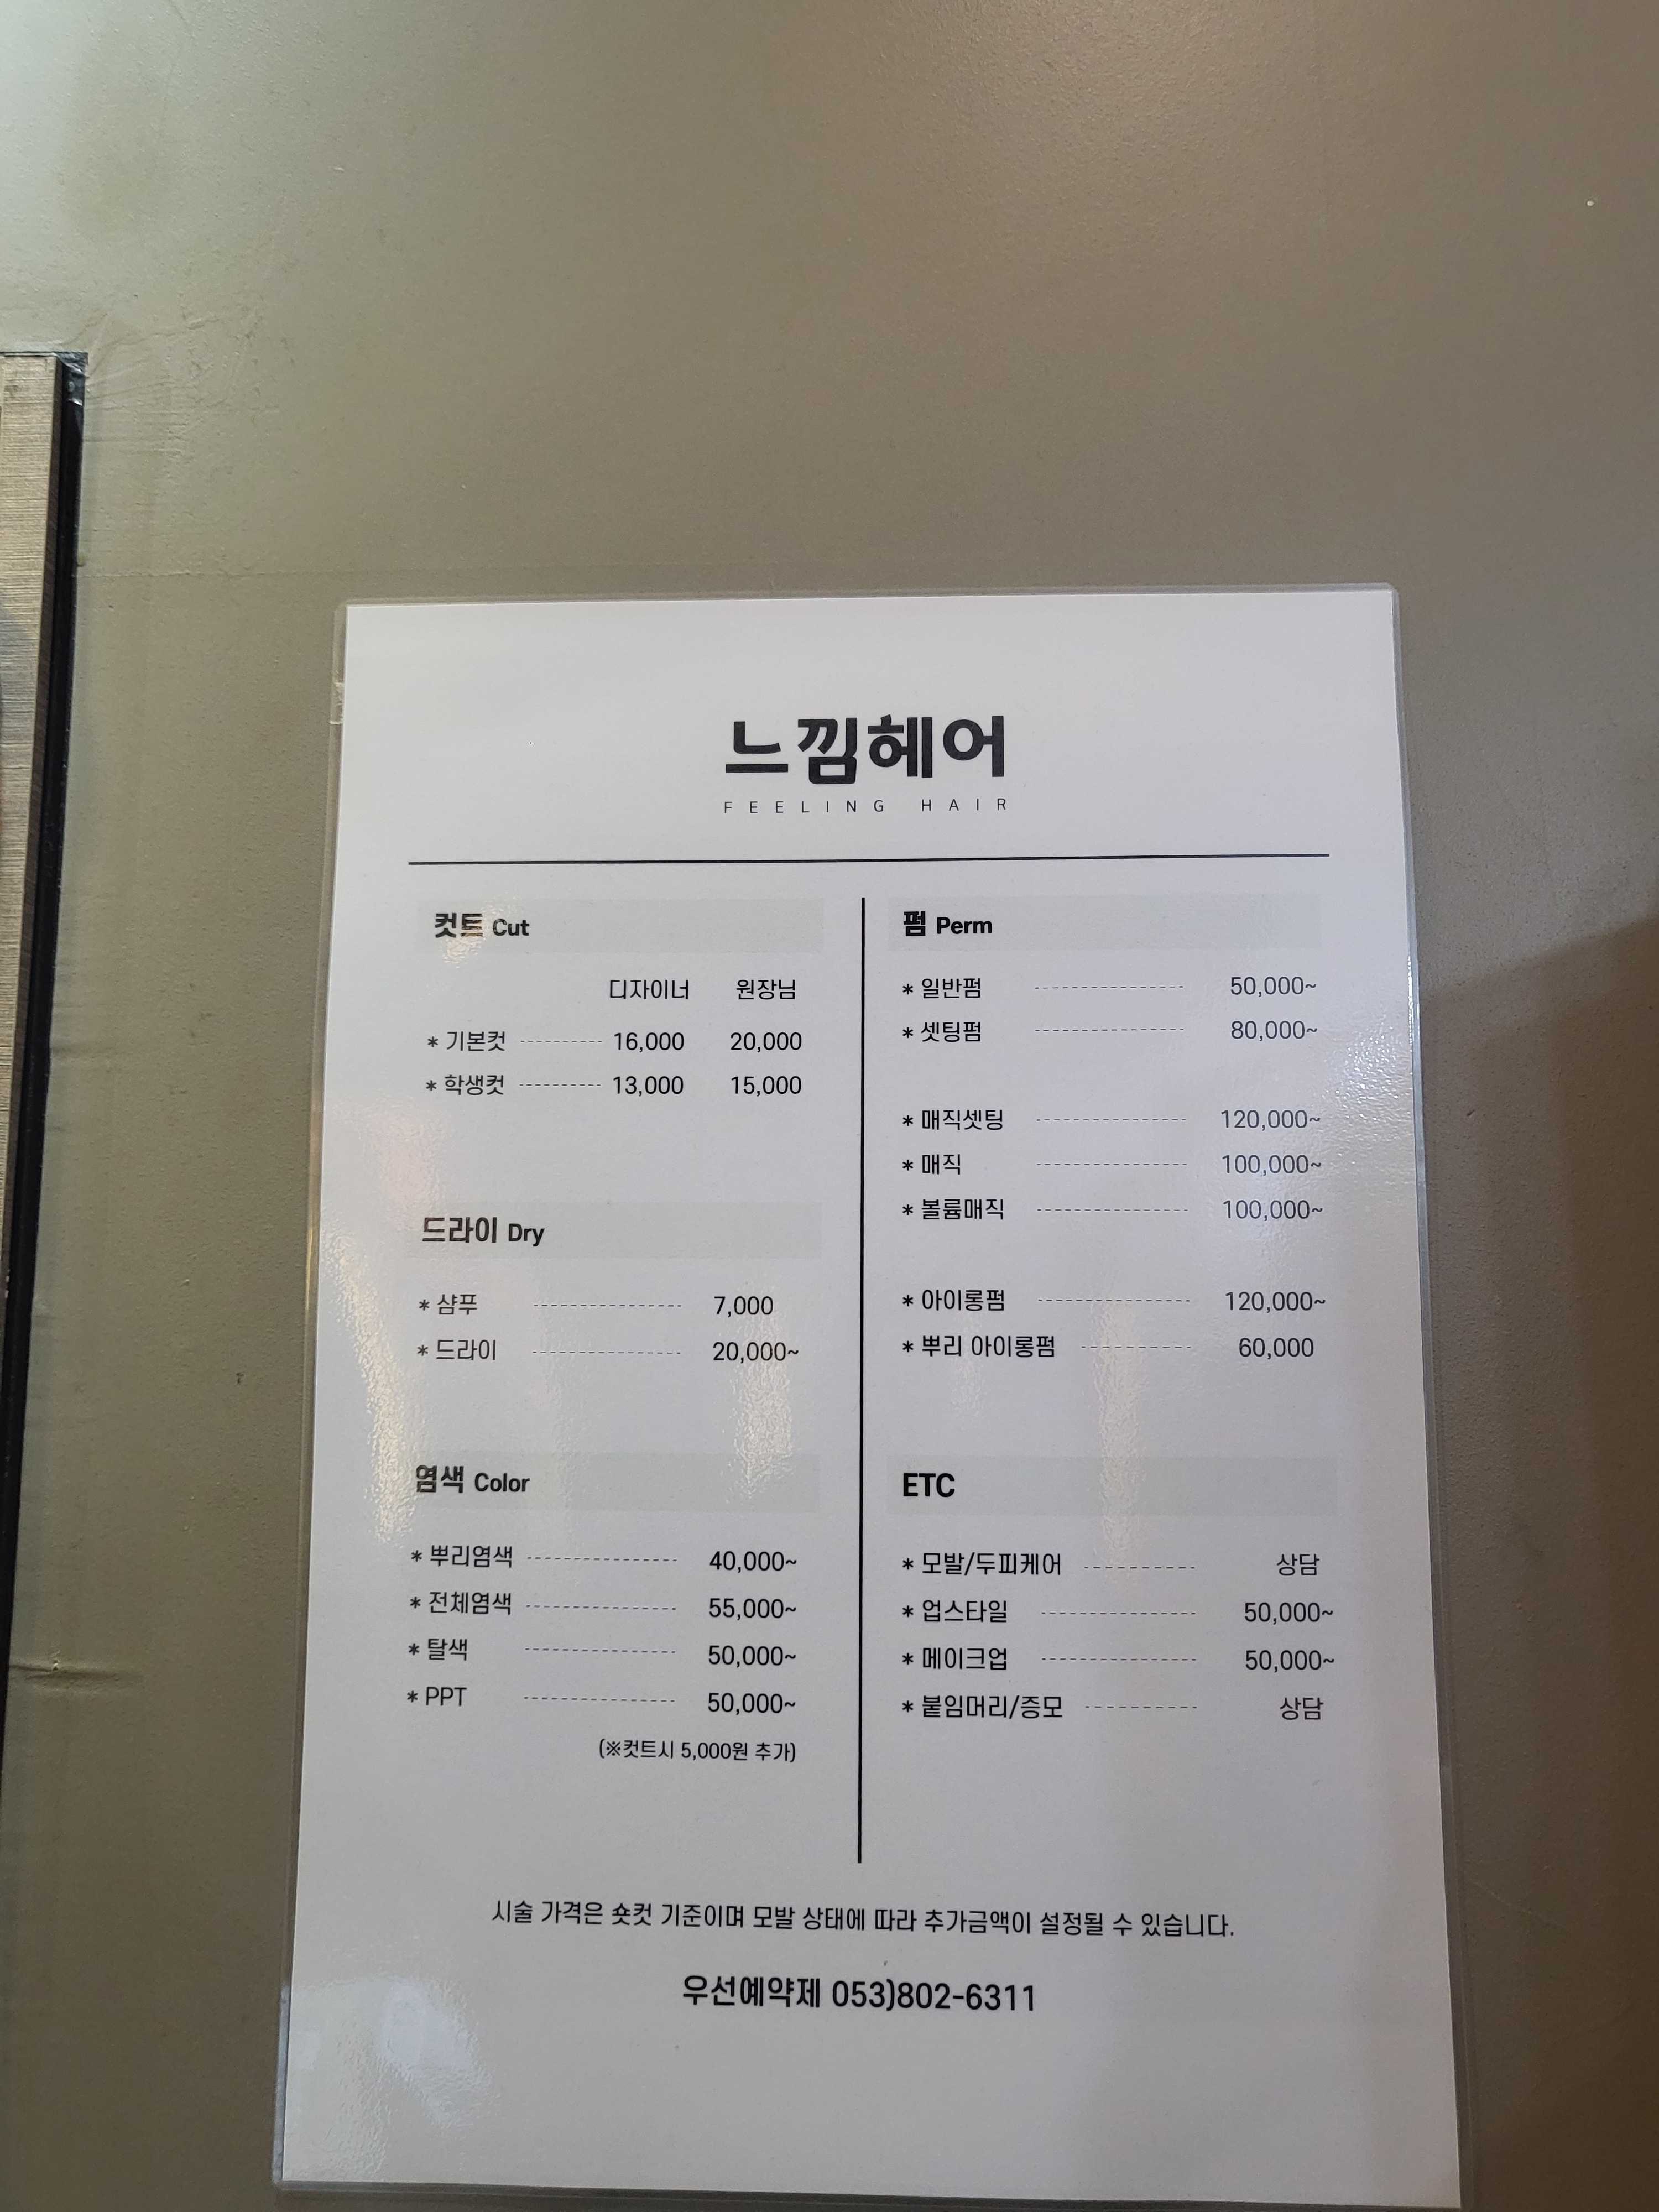 느낌헤어
FEELING HAIR
컷트 Cut
디자이너 원장님
* 기본컷 16,000 20,000
* 학생컷 13,000 15,000
드라이 Dry
* 샴푸 7,000
* 드라이 20,000~
염색 Color
* 뿌리염색 40,000~
* 전체염색 55,000~
* 탈색 50,000~
* PPT 50,000~
(※컷트시 5,000원 추가)
펌 Perm
* 일반펌 50,000~
* 셋팅펌 80,000~
* 매직셋팅 120,000~
* 매직 100,000~
* 볼륨매직 100,000~
* 아이롱펌 120,000~
* 뿌리 아이롱펌 60,000
ETC
* 모발/두피케어 상담
* 업스타일 50,000~
* 메이크업 50,000~
* 붙임머리/증모 상담
시술 가격은 숏컷 기준이며 모발 상태에 따라 추가금액이 설정될 수 있습니다.
우선예약제 053)802-6311